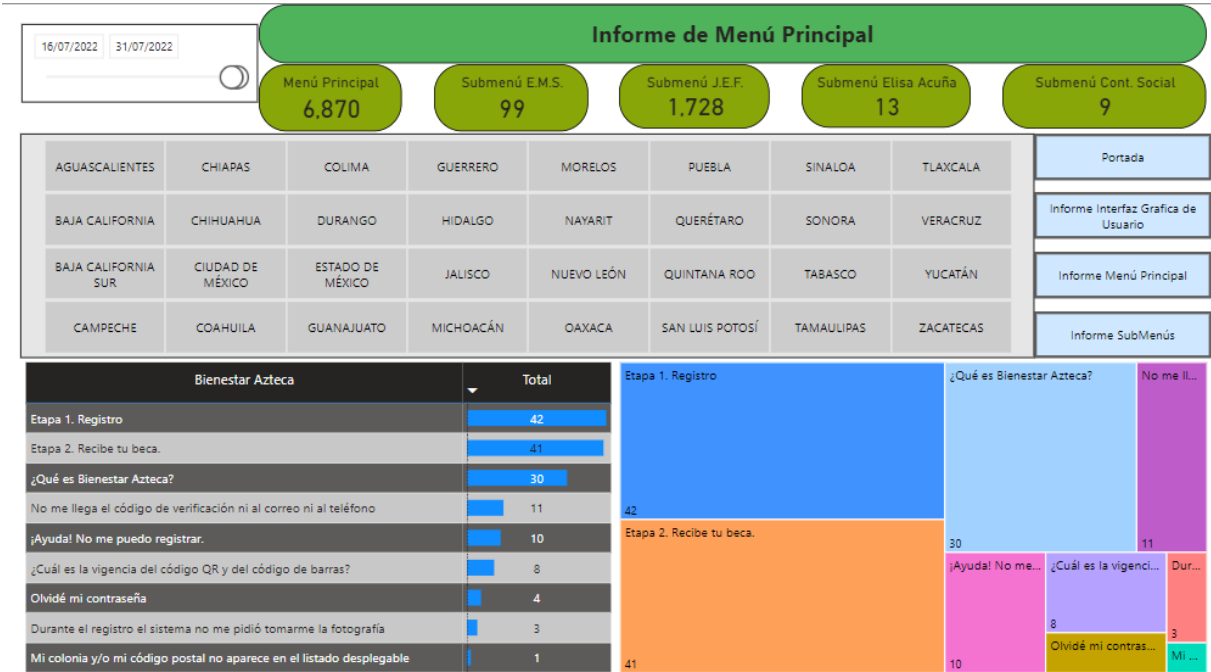 Informe de Menú Principal
16/07/2022 31/07/2022
Menú Principal
6,870
Submenú E.M.S.
99
Submenú J.E.F.
1,728
Submenú Elisa Acuña
13
Submenú Cont. Social
9
AGUASCALIENTES CHIAPAS COLIMA GUERRERO MORELOS PUEBLA SINALOA TLAXCALA
BAJA CALIFORNIA CHIHUAHUA DURANGO HIDALGO NAYARIT QUERÉTARO SONORA VERACRUZ
BAJA CALIFORNIA SUR CIUDAD DE MÉXICO ESTADO DE MÉXICO JALISCO NUEVO LEÓN QUINTANA ROO TABASCO YUCATÁN
CAMPECHE COAHUILA GUANAJUATO MICHOACÁN OAXACA SAN LUIS POTOSÍ TAMAULIPAS ZACATECAS
Portada
Informe Interfaz Grafica de
Usuario
Informe Menú Principal
Informe SubMenús
Bienestar Azteca Total
Etapa 1. Registro 42
Etapa 2. Recibe tu beca. 41
¿Qué es Bienestar Azteca? 30
No me llega el código de verificación ni al correo ni al teléfono 11
¡Ayuda! No me puedo registrar. 10
¿Cuál es la vigencia del código QR y del código de barras? 8
Olvidé mi contraseña 4
Durante el registro el sistema no me pidió tomarme la fotografía 3
Mi colonia y/o mi código postal no aparece en el listado desplegable 1
Etapa 1. Registro
42
Etapa 2. Recibe tu beca.
41
¿Qué es Bienestar Azteca?
30
No me ll...
11
¡Ayuda! No me...
10
¿Cuál es la vigenci...
8
Dur...
3
Olvidé mi contras...
Mi ...